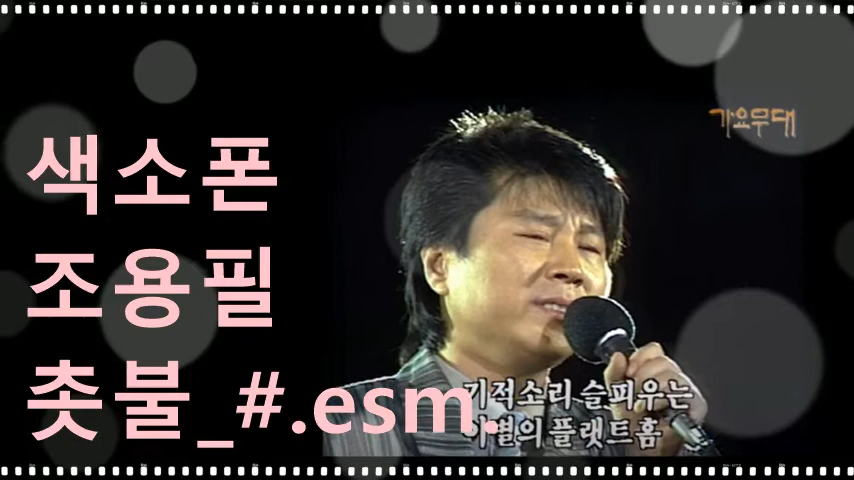 가요무대
색소폰
조용필
촛불_#.esm.
기적소리 슬피우는
이별의 플랫트홈